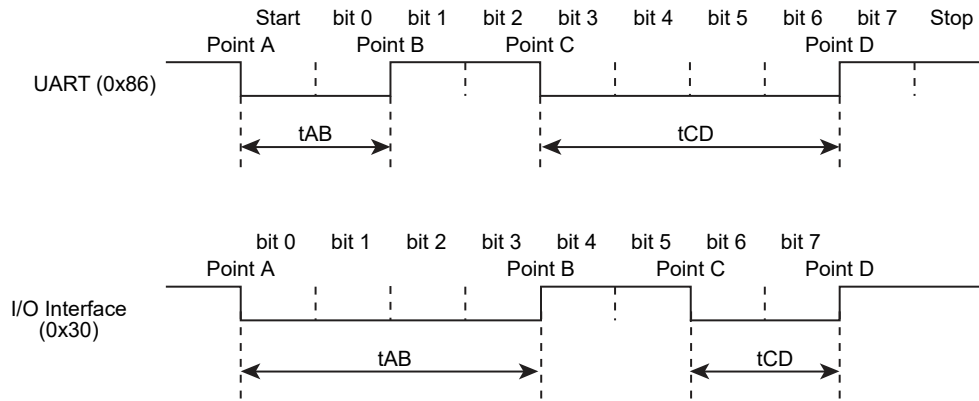 Start bit 0 bit 1 bit 2 bit 3 bit 4 bit 5 bit 6 bit 7 Stop
Point A Point B Point C Point D
UART (0x86)
tAB tCD
bit 0 bit 1 bit 2 bit 3 bit 4 bit 5 bit 6 bit 7
Point A Point B Point C Point D
I/O Interface
(0x30)
tAB tCD